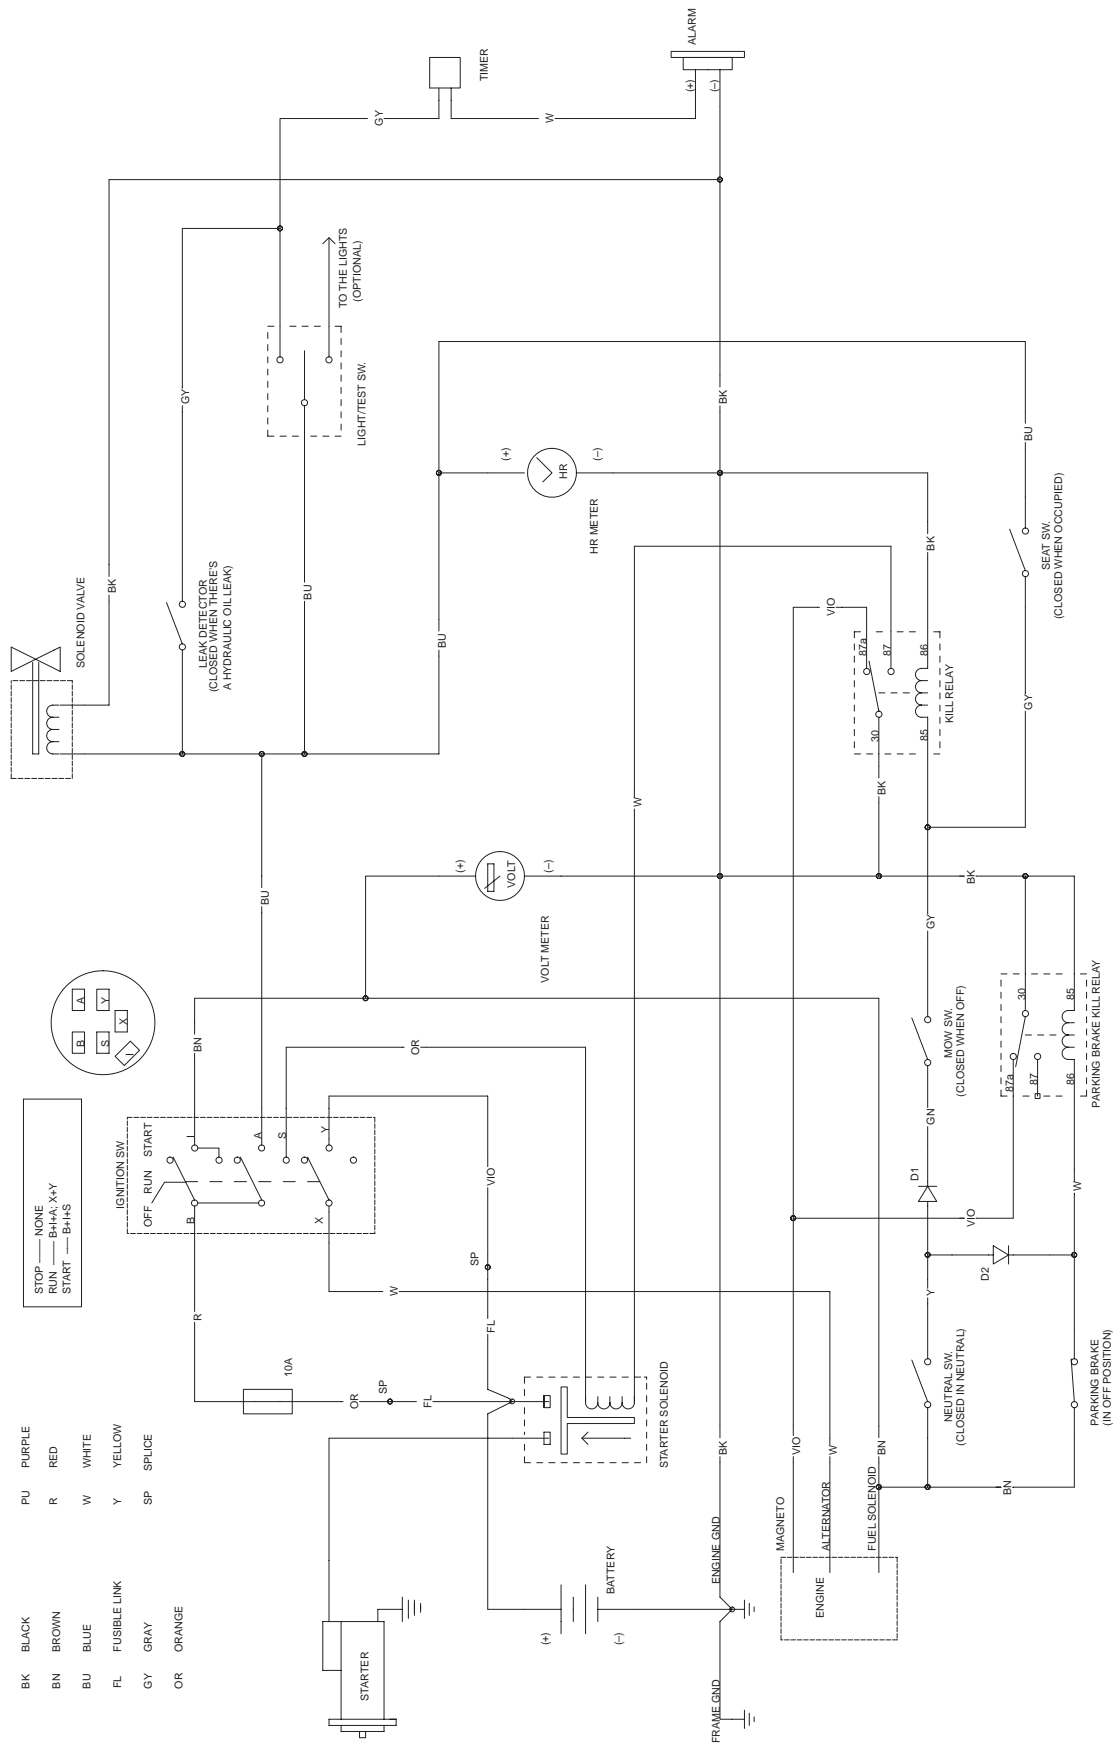 BK BLACK
BN BROWN
BU BLUE
FL FUSIBLE LINK
GY GRAY
OR ORANGE
PU PURPLE
R RED
W WHITE
Y YELLOW
SP SPLICE
STOP NONE
RUN B+I+A; X+Y
START B+I+S
B
A
S
Y
X
I
IGNITION SW
OFF RUN START
B
I
A
S
X
Y
R
BN
BU
OR
VIO
W
10A
OR
SP
FL
SP
FL
STARTER
STARTER SOLENOID
BATTERY
(+)
(–)
FRAME GND
ENGINE GND
BK
ENGINE
MAGNETO
ALTERNATOR
FUEL SOLENOID
VIO
W
BN
BN
NEUTRAL SW.
(CLOSED IN NEUTRAL)
PARKING BRAKE
(IN OFF POSITION)
Y
D1
D2
W
VIO
GN
MOW SW.
(CLOSED WHEN OFF)
GY
PARKING BRAKE KILL RELAY
87a
87
30
86
85
BK
VOLT METER
VOLT
(+)
(–)
BK
KILL RELAY
30
87a
87
85
86
VIO
W
BK
GY
SEAT SW.
(CLOSED WHEN OCCUPIED)
BU
HR METER
HR
(+)
(–)
BK
BU
BU
SOLENOID VALVE
BK
LEAK DETECTOR
(CLOSED WHEN THERE'S
A HYDRAULIC OIL LEAK)
GY
LIGHT/TEST SW.
TO THE LIGHTS
(OPTIONAL)
GY
TIMER
W
ALARM
(+)
(–)